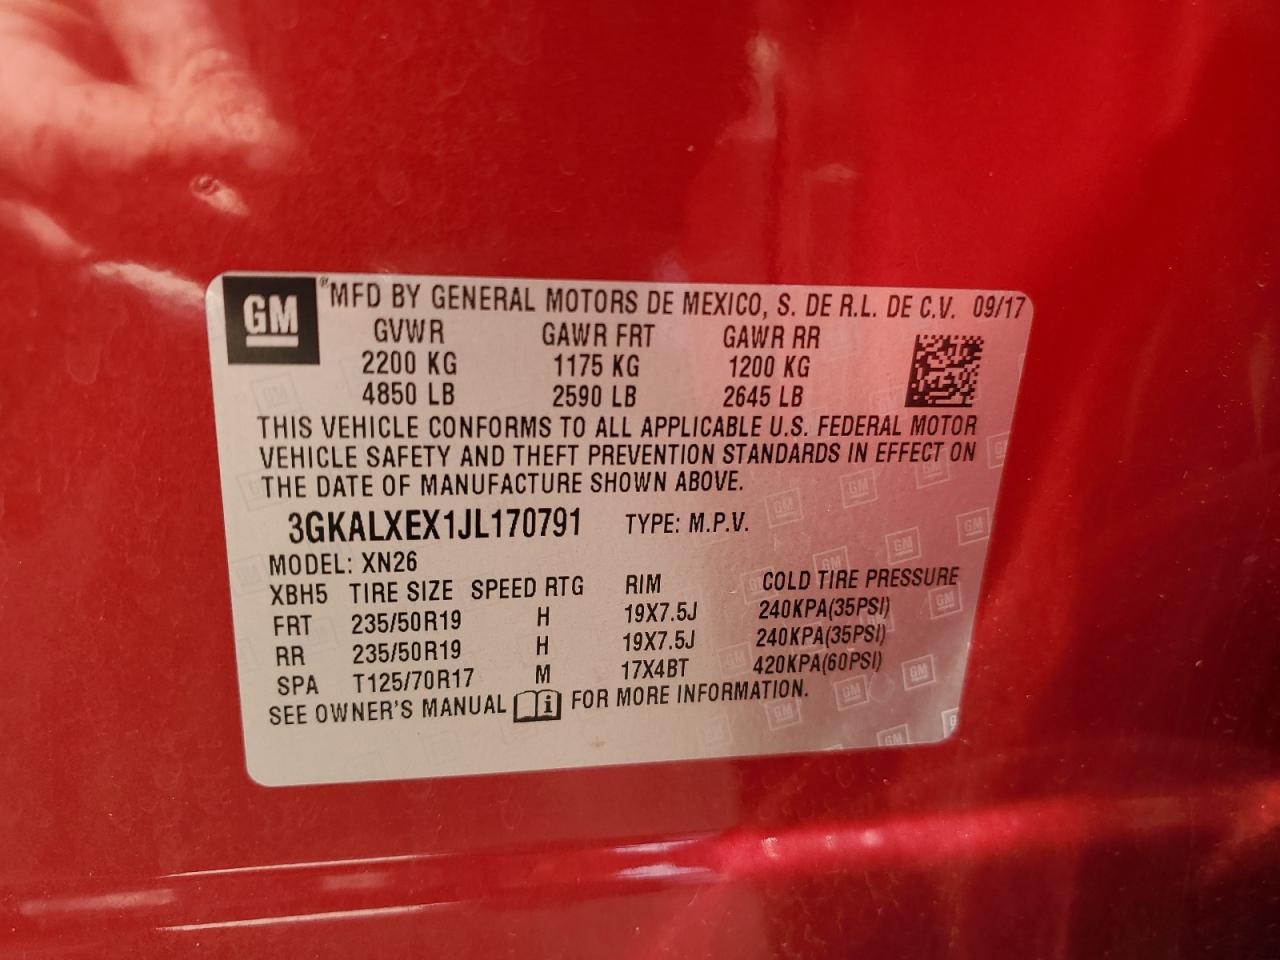 GM ® MFD BY GENERAL MOTORS DE MEXICO, S. DE R.L. DE C.V. 09/17
GVWR GAWR FRT GAWR RR
2200 KG 1175 KG 1200 KG
4850 LB 2590 LB 2645 LB
THIS VEHICLE CONFORMS TO ALL APPLICABLE U.S. FEDERAL MOTOR
VEHICLE SAFETY AND THEFT PREVENTION STANDARDS IN EFFECT ON
THE DATE OF MANUFACTURE SHOWN ABOVE.
3GKALXEX1JL170791 TYPE: M.P.V.
MODEL: XN26
XBH5 TIRE SIZE SPEED RTG RIM COLD TIRE PRESSURE
FRT 235/50R19 H 19X7.5J 240KPA(35PSI)
RR 235/50R19 H 19X7.5J 240KPA(35PSI)
SPA T125/70R17 M 17X4BT 420KPA(60PSI)
SEE OWNER'S MANUAL i FOR MORE INFORMATION.